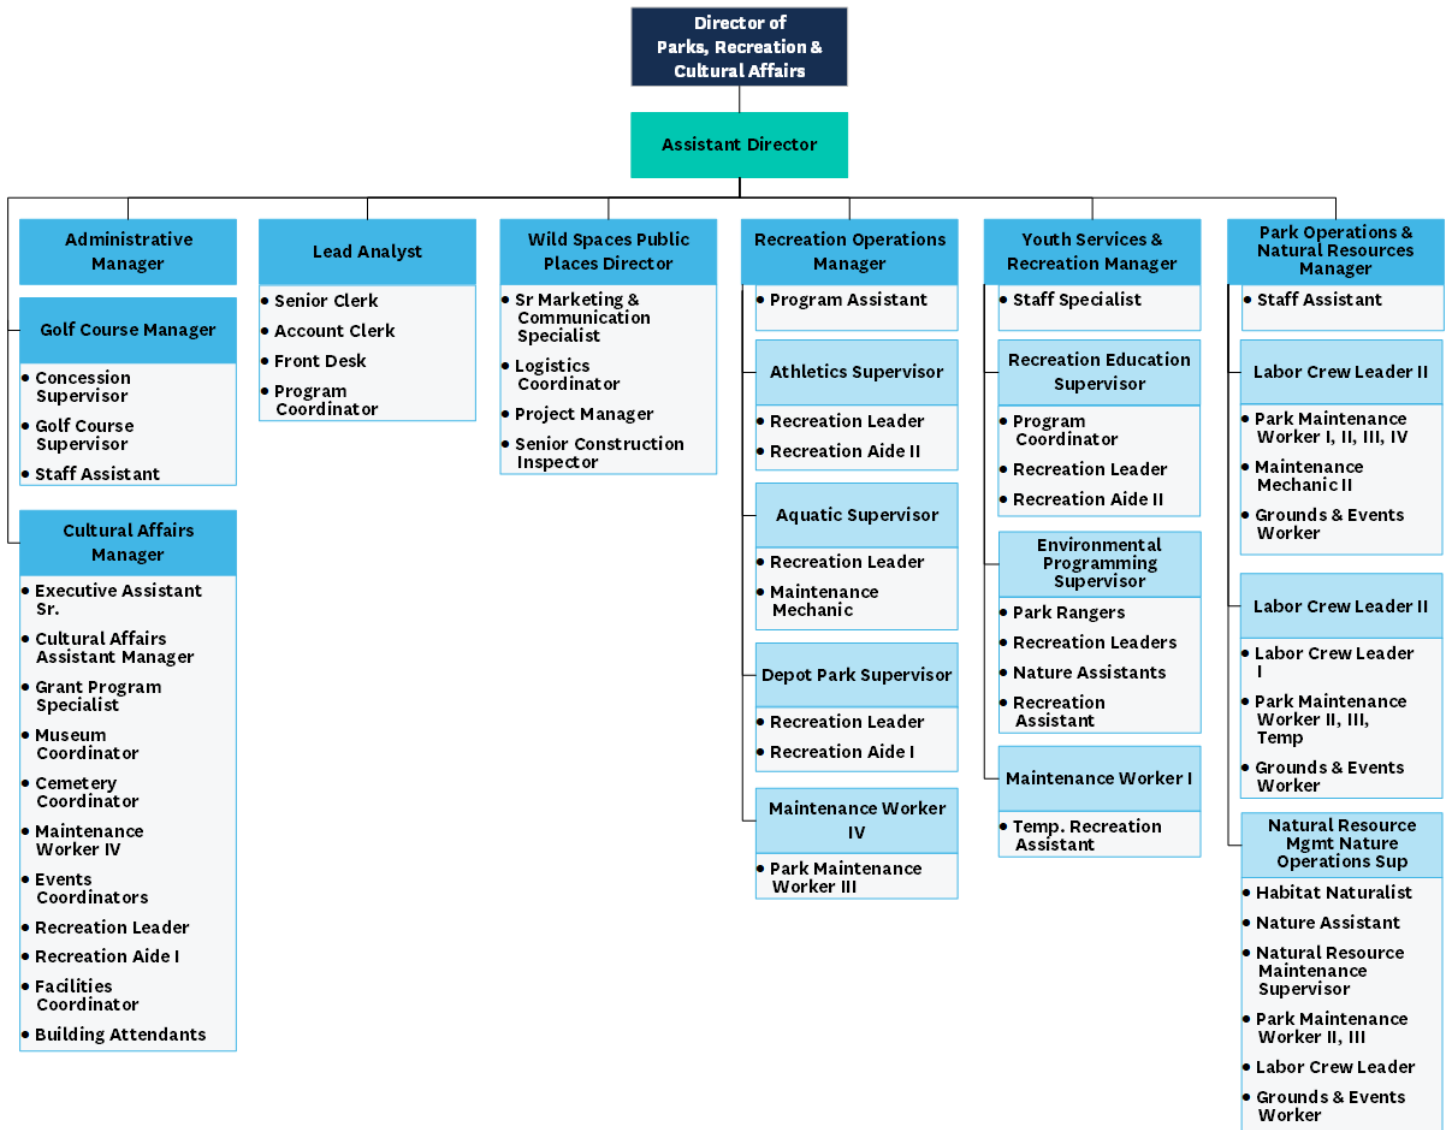 Director of
Parks, Recreation &
Cultural Affairs
Assistant Director
Administrative
Manager
Golf Course Manager
• Concession
Supervisor
• Golf Course
Supervisor
• Staff Assistant
Cultural Affairs
Manager
• Executive Assistant
Sr.
• Cultural Affairs
Assistant Manager
• Grant Program
Specialist
• Museum
Coordinator
• Cemetery
Coordinator
• Maintenance
Worker IV
• Events
Coordinators
• Recreation Leader
• Recreation Aide I
• Facilities
Coordinator
• Building Attendants
Lead Analyst
• Senior Clerk
• Account Clerk
• Front Desk
• Program
Coordinator
Wild Spaces Public
Places Director
• Sr Marketing &
Communication
Specialist
• Logistics
Coordinator
• Project Manager
• Senior Construction
Inspector
Recreation Operations
Manager
• Program Assistant
Athletics Supervisor
• Recreation Leader
• Recreation Aide II
Aquatic Supervisor
• Recreation Leader
• Maintenance
Mechanic
Depot Park Supervisor
• Recreation Leader
• Recreation Aide I
Maintenance Worker
IV
• Park Maintenance
Worker III
Youth Services &
Recreation Manager
• Staff Specialist
Recreation Education
Supervisor
• Program
Coordinator
• Recreation Leader
• Recreation Aide II
Environmental
Programming
Supervisor
• Park Rangers
• Recreation Leaders
• Nature Assistants
• Recreation
Assistant
Maintenance Worker I
• Temp. Recreation
Assistant
Park Operations &
Natural Resources
Manager
• Staff Assistant
Labor Crew Leader II
• Park Maintenance
Worker I, II, III, IV
• Maintenance
Mechanic II
• Grounds & Events
Worker
Labor Crew Leader II
• Labor Crew Leader
I
• Park Maintenance
Worker II, III,
Temp
• Grounds & Events
Worker
Natural Resource
Mgmt Nature
Operations Sup
• Habitat Naturalist
• Nature Assistant
• Natural Resource
Maintenance
Supervisor
• Park Maintenance
Worker II, III
• Labor Crew Leader
• Grounds & Events
Worker